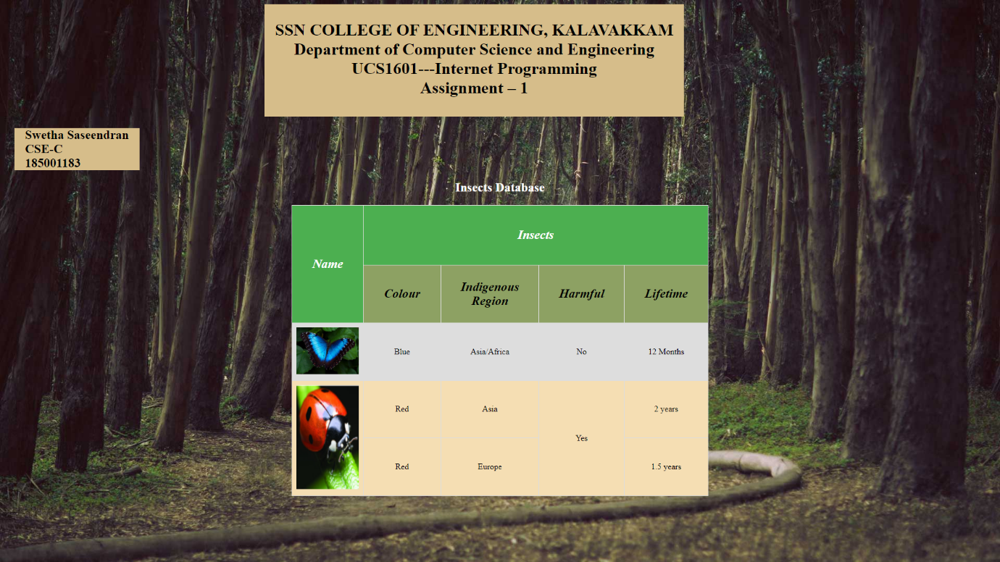 SSN COLLEGE OF ENGINEERING, KALAVAKKAM
Department of Computer Science and Engineering
UCS1601---Internet Programming
Assignment – 1
Swetha Saseendran
CSE-C
185001183
Insects Database
Name
Insects
Colour
Indigenous
Region
Harmful
Lifetime
Blue
Asia/Africa
No
12 Months
Red
Asia
Yes
2 years
Red
Europe
1.5 years